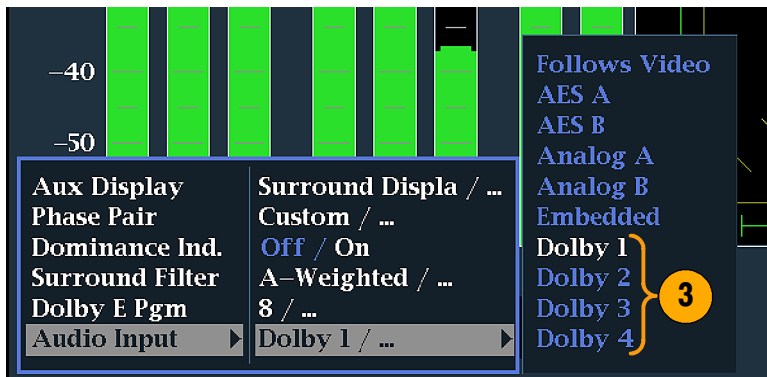 −40
−50
Aux Display Surround Displa / ...
Phase Pair Custom / ...
Dominance Ind. Off / On
Surround Filter A−Weighted / ...
Dolby E Pgm 8 / ...
Audio Input Dolby 1 / ...
Follows Video
AES A
AES B
Analog A
Analog B
Embedded
Dolby 1
Dolby 2
Dolby 3
Dolby 4
3